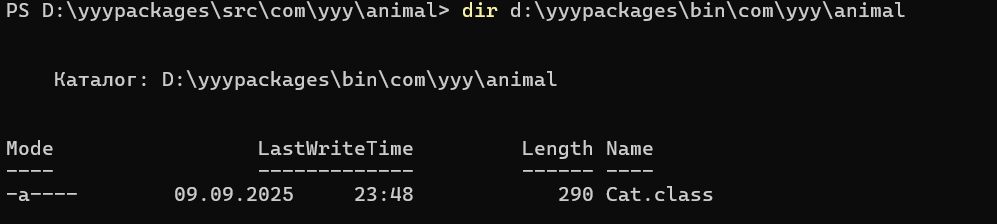 PS D:\yyypackages\src\com\yyy\animal> dir d:\yyypackages\bin\com\yyy\animal
Каталог: D:\yyypackages\bin\com\yyy\animal
Mode LastWriteTime Length Name
---- ------------- ------ ----
-a---- 09.09.2025 23:48 290 Cat.class